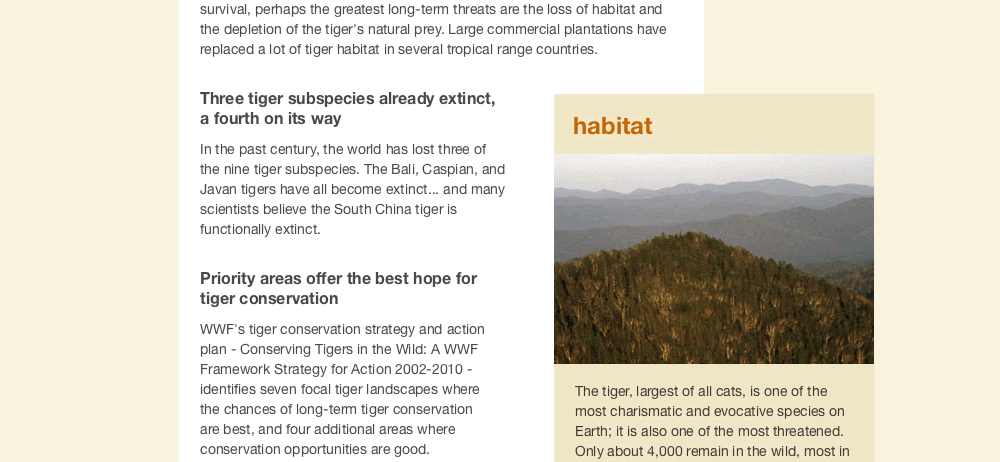 survival, perhaps the greatest long-term threats are the loss of habitat and
the depletion of the tiger's natural prey. Large commercial plantations have
replaced a lot of tiger habitat in several tropical range countries.
Three tiger subspecies already extinct,
a fourth on its way
In the past century, the world has lost three of
the nine tiger subspecies. The Bali, Caspian, and
Javan tigers have all become extinct... and many
scientists believe the South China tiger is
functionally extinct.
Priority areas offer the best hope for
tiger conservation
WWF's tiger conservation strategy and action
plan - Conserving Tigers in the Wild: A WWF
Framework Strategy for Action 2002-2010 -
identifies seven focal tiger landscapes where
the chances of long-term tiger conservation
are best, and four additional areas where
conservation opportunities are good.
habitat
The tiger, largest of all cats, is one of the
most charismatic and evocative species on
Earth; it is also one of the most threatened.
Only about 4,000 remain in the wild, most in